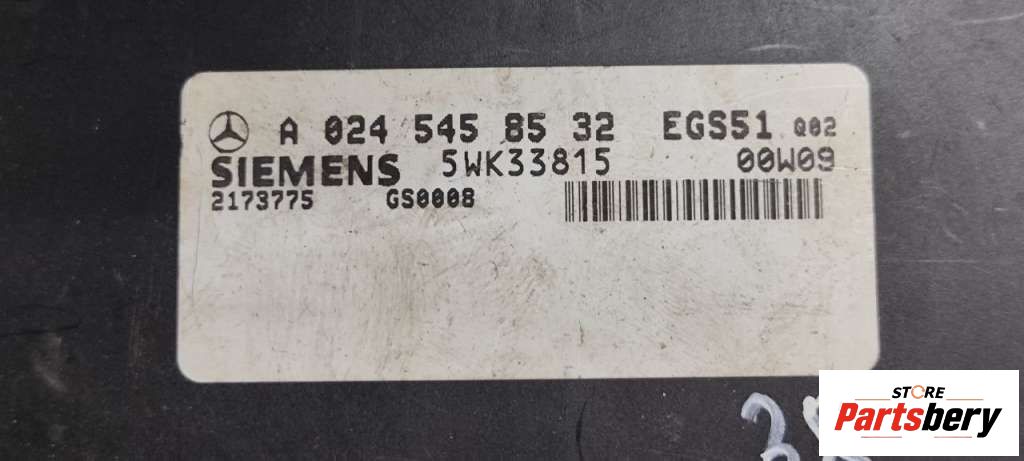 A 024 545 85 32 EGS51 Q02
SIEMENS 5WK33815 00W09
2173775 GS0008
STORE
Partsbery